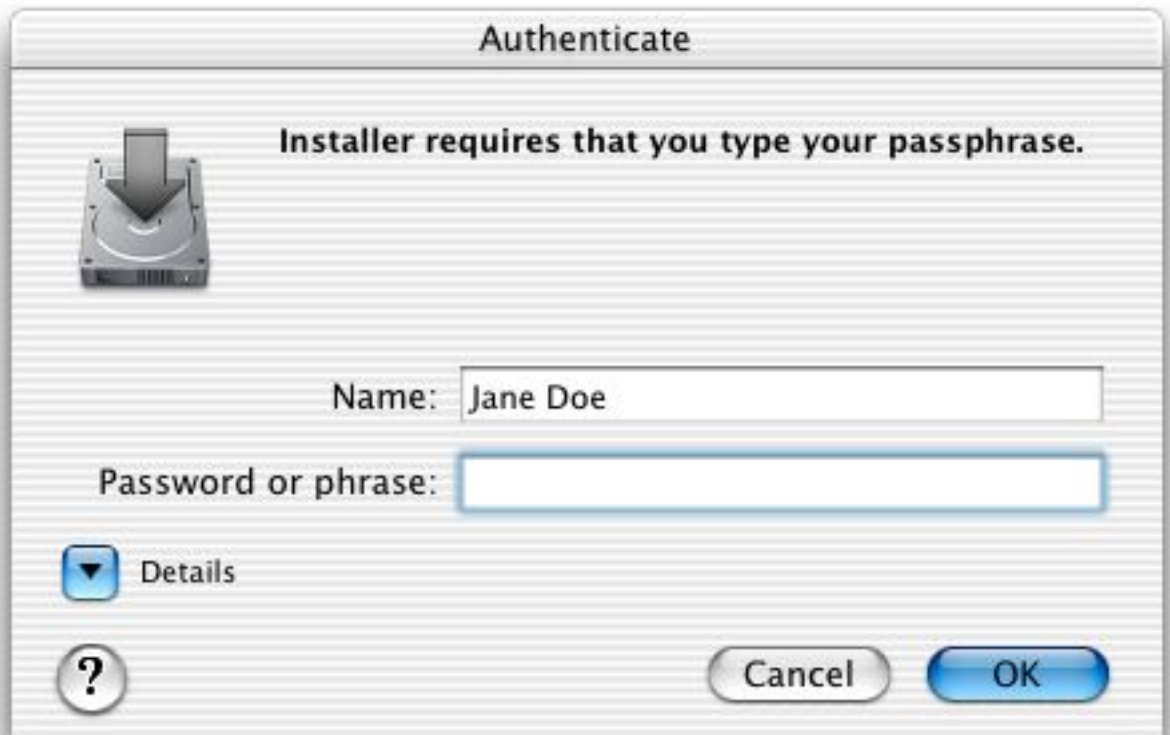 Authenticate
Installer requires that you type your passphrase.
Name: Jane Doe
Password or phrase:
Details
?
Cancel OK